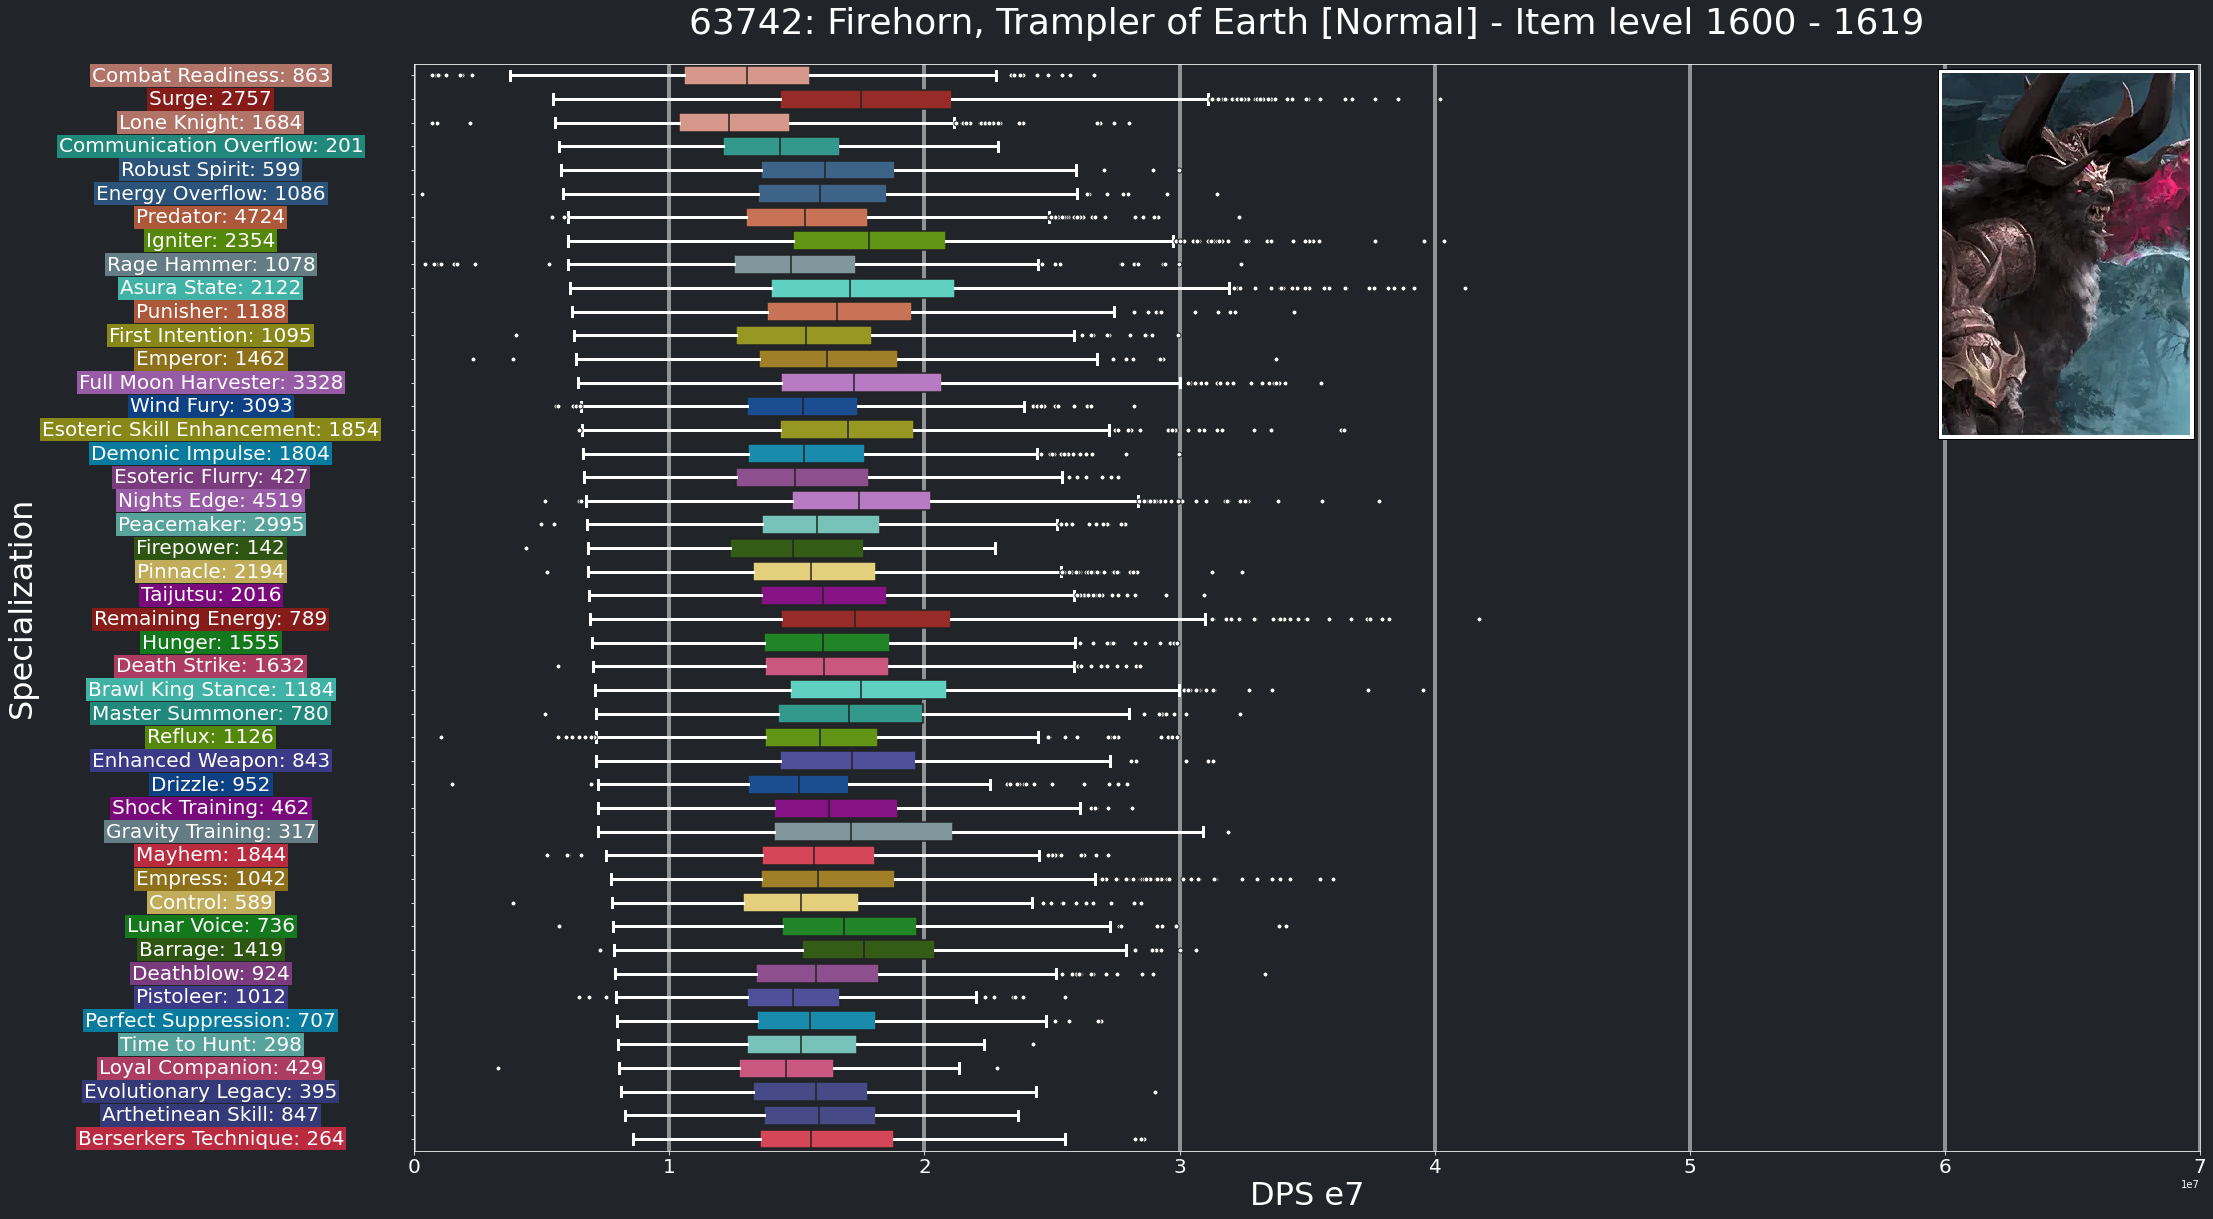 63742: Firehorn, Trampler of Earth [Normal] - Item level 1600 - 1619
Combat Readiness: 863
Surge: 2757
Lone Knight: 1684
Communication Overflow: 201
Robust Spirit: 599
Energy Overflow: 1086
Predator: 4724
Igniter: 2354
Rage Hammer: 1078
Asura State: 2122
Punisher: 1188
First Intention: 1095
Emperor: 1462
Full Moon Harvester: 3328
Wind Fury: 3093
Esoteric Skill Enhancement: 1854
Demonic Impulse: 1804
Esoteric Flurry: 427
Nights Edge: 4519
Peacemaker: 2995
Firepower: 142
Pinnacle: 2194
Taijutsu: 2016
Remaining Energy: 789
Hunger: 1555
Death Strike: 1632
Brawl King Stance: 1184
Master Summoner: 780
Reflux: 1126
Enhanced Weapon: 843
Drizzle: 952
Shock Training: 462
Gravity Training: 317
Mayhem: 1844
Empress: 1042
Control: 589
Lunar Voice: 736
Barrage: 1419
Deathblow: 924
Pistoleer: 1012
Perfect Suppression: 707
Time to Hunt: 298
Loyal Companion: 429
Evolutionary Legacy: 395
Arthetinean Skill: 847
Berserkers Technique: 264
Specialization
0 1 2 3 4 5 6 7
DPS e7
1e7